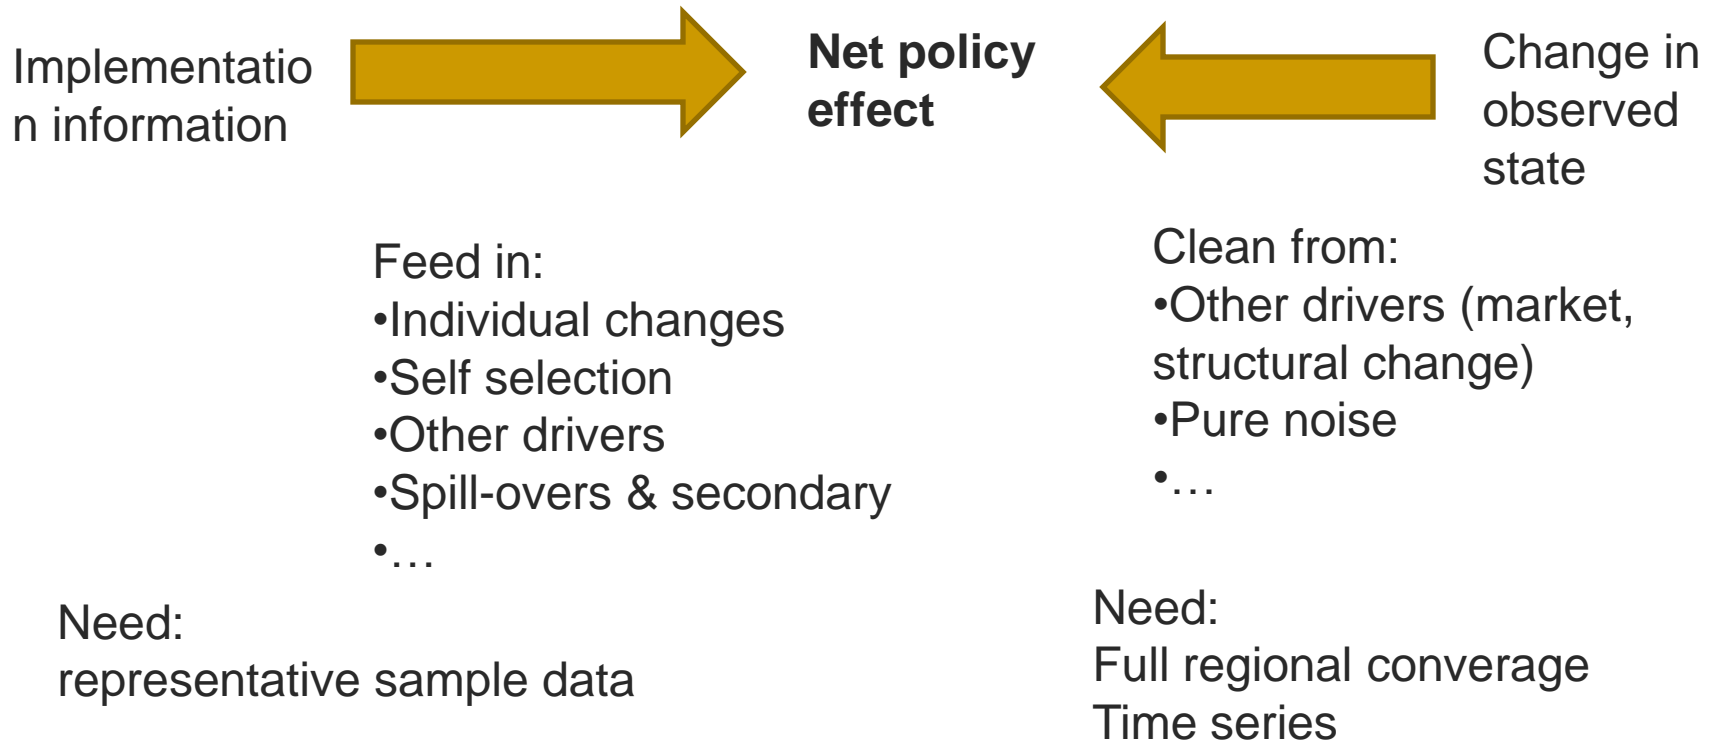 Implementatio
n information
Net policy
effect
Change in
observed
state
Feed in:
•Individual changes
•Self selection
•Other drivers
•Spill-overs & secondary
•…
Clean from:
•Other drivers (market,
structural change)
•Pure noise
•…
Need:
representative sample data
Need:
Full regional converage
Time series